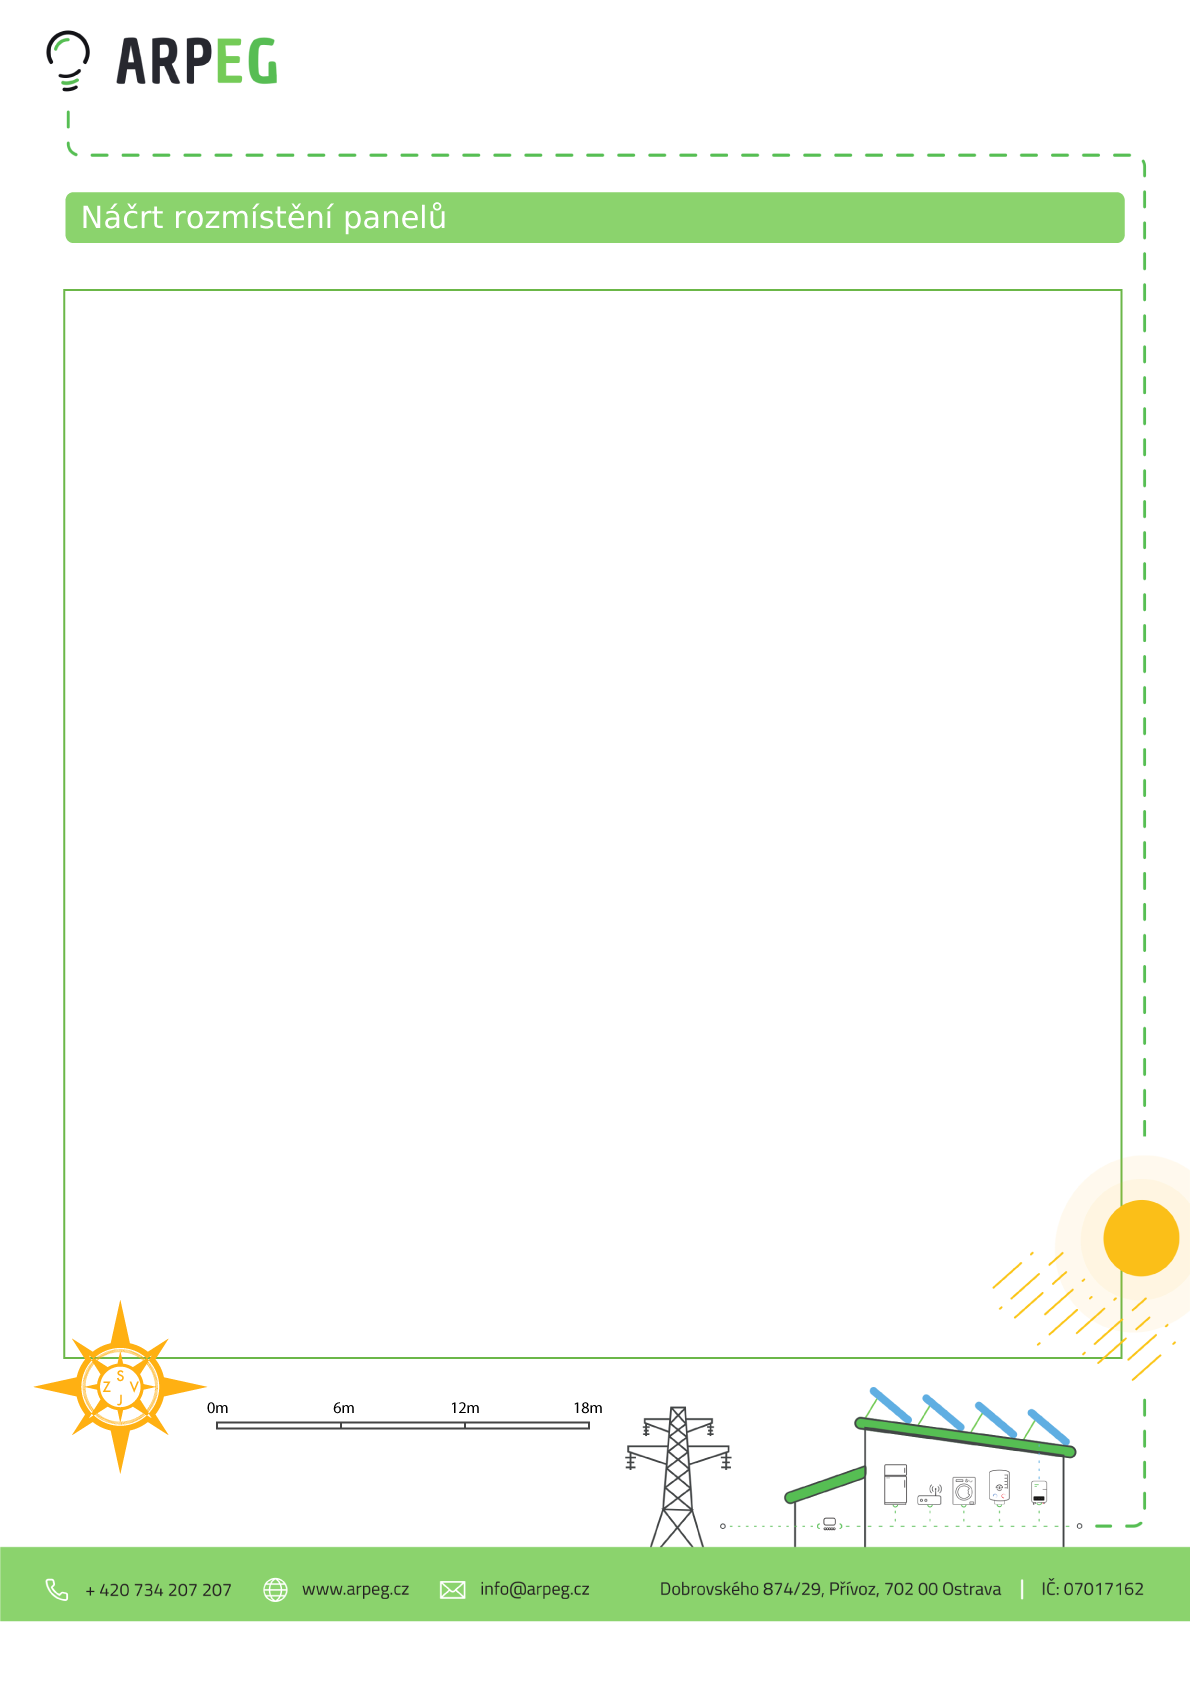 ARPEG
Náčrt rozmístění panelů
S
Z V
J
0m 6m 12m 18m
+ 420 734 207 207 www.arpeg.cz info@arpeg.cz Dobrovského 874/29, Přívoz, 702 00 Ostrava | IČ: 07017162